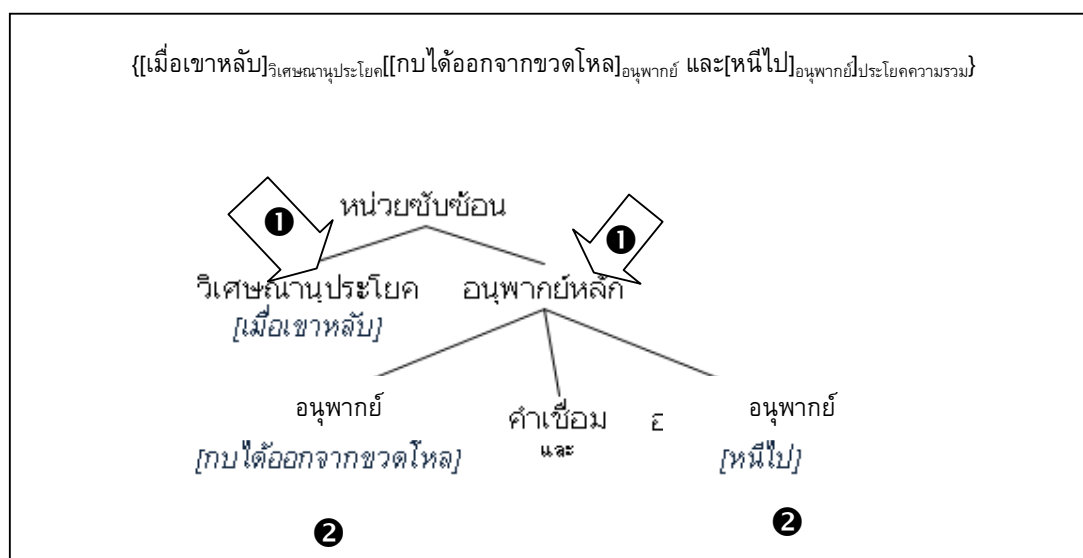 {[เมื่อเขาหลับ]วิเศษณานุประโยค[[กบได้ออกจากขวดโหล]อนุพากย์ และ[หนีไป]อนุพากย์]ประโยคความรวม}
❶ หน่วยซับซ้อน ❶
วิเศษณานุประโยค อนุพากย์หลัก
[เมื่อเขาหลับ]
อนุพากย์ คำเชื่อม อ อนุพากย์
และ
[กบได้ออกจากขวดโหล] [หนีไป]
❷ ❷